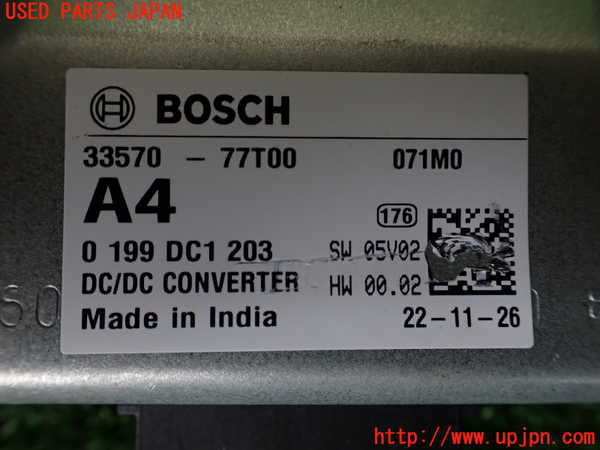 USED PARTS JAPAN
BOSCH
33570 - 77T00 071M0
A4
176
0 199 DC1 203 SW 05V02
DC/DC CONVERTER HW 00.02
Made in India 22-11-26
http://www.upjpn.com